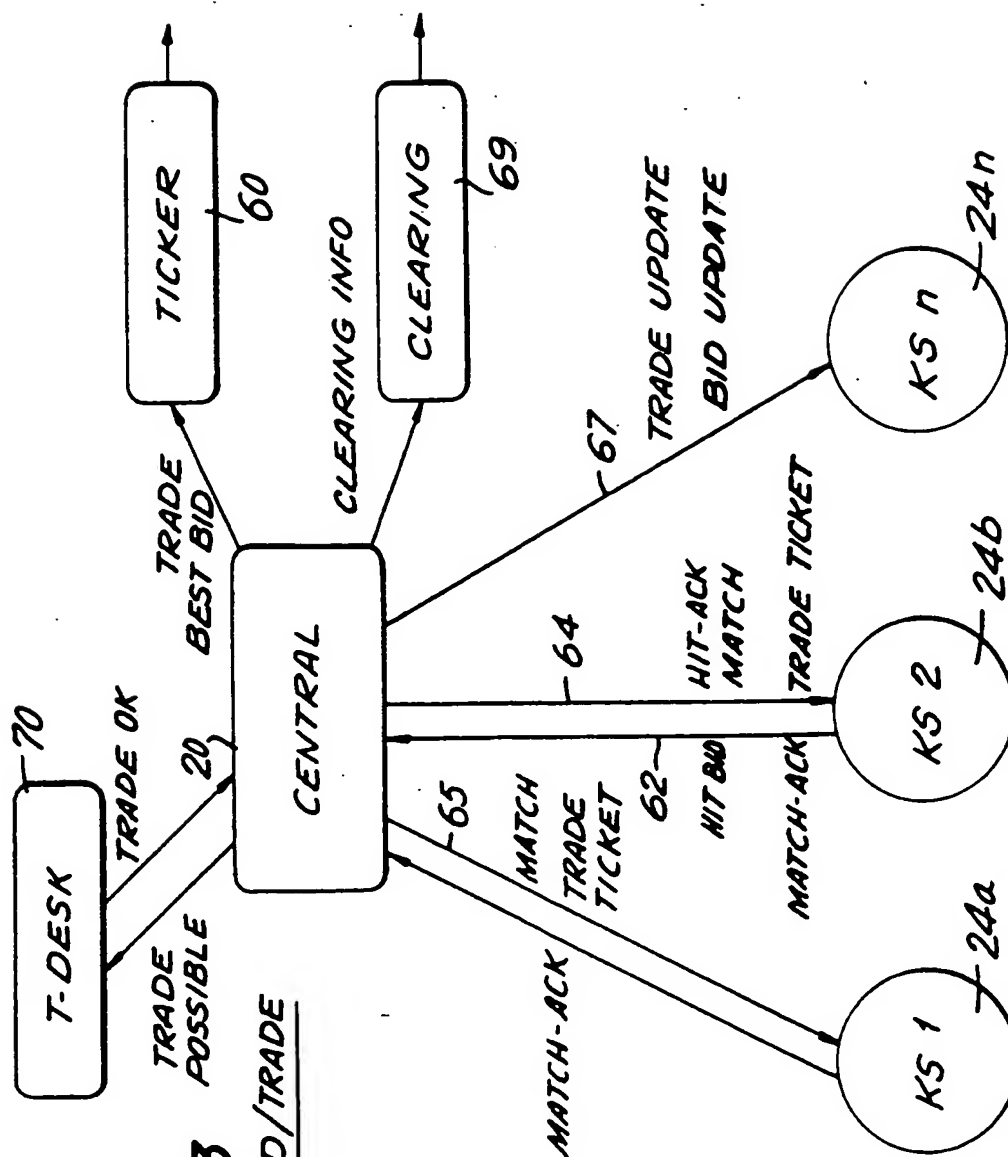 T-DESK
70
TRADE OK
TRADE
POSSIBLE
20
CENTRAL
TRADE
BEST BID
TICKER
60
CLEARING INFO
CLEARING
69
3
D/TRADE
65
MATCH
TRADE
TICKET
MATCH-ACK
62
HIT BID
MATCH-ACK
64
HIT-ACK
MATCH
TRADE TICKET
67
TRADE UPDATE
BID UPDATE
KS 1
24a
KS 2
24b
KS n
24n